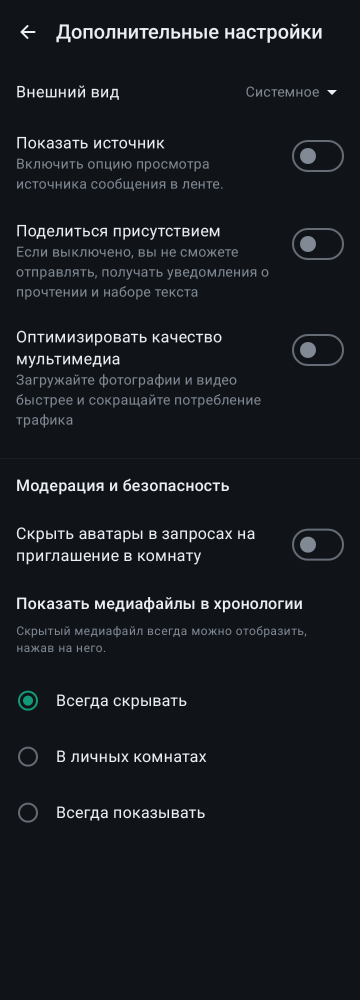 Дополнительные настройки
Внешний вид
Системное
Показать источник
Включить опцию просмотра
источника сообщения в ленте.
Поделиться присутствием
Если выключено, вы не сможете
отправлять, получать уведомления о
прочтении и наборе текста
Оптимизировать качество
мультимедиа
Загружайте фотографии и видео
быстрее и сокращайте потребление
трафика
Модерация и безопасность
Скрыть аватары в запросах на
приглашение в комнату
Показать медиафайлы в хронологии
Скрытый медиафайл всегда можно отобразить,
нажав на него.
Всегда скрывать
В личных комнатах
Всегда показывать